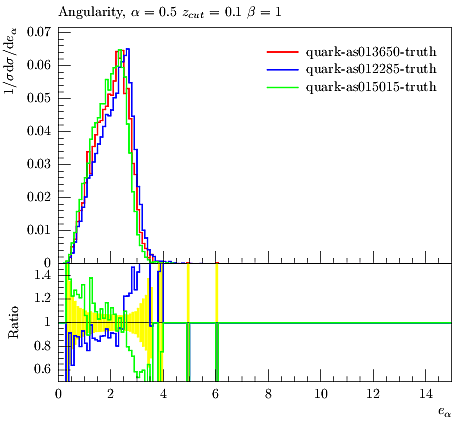 Angularity, α = 0.5 z_cut = 0.1 β = 1
1/σ dσ/de_α
0.07
0.06
0.05
0.04
0.03
0.02
0.01
0
quark-as013650-truth
quark-as012285-truth
quark-as015015-truth
Ratio
1.4
1.2
1
0.8
0.6
0 2 4 6 8 10 12 14
e_α